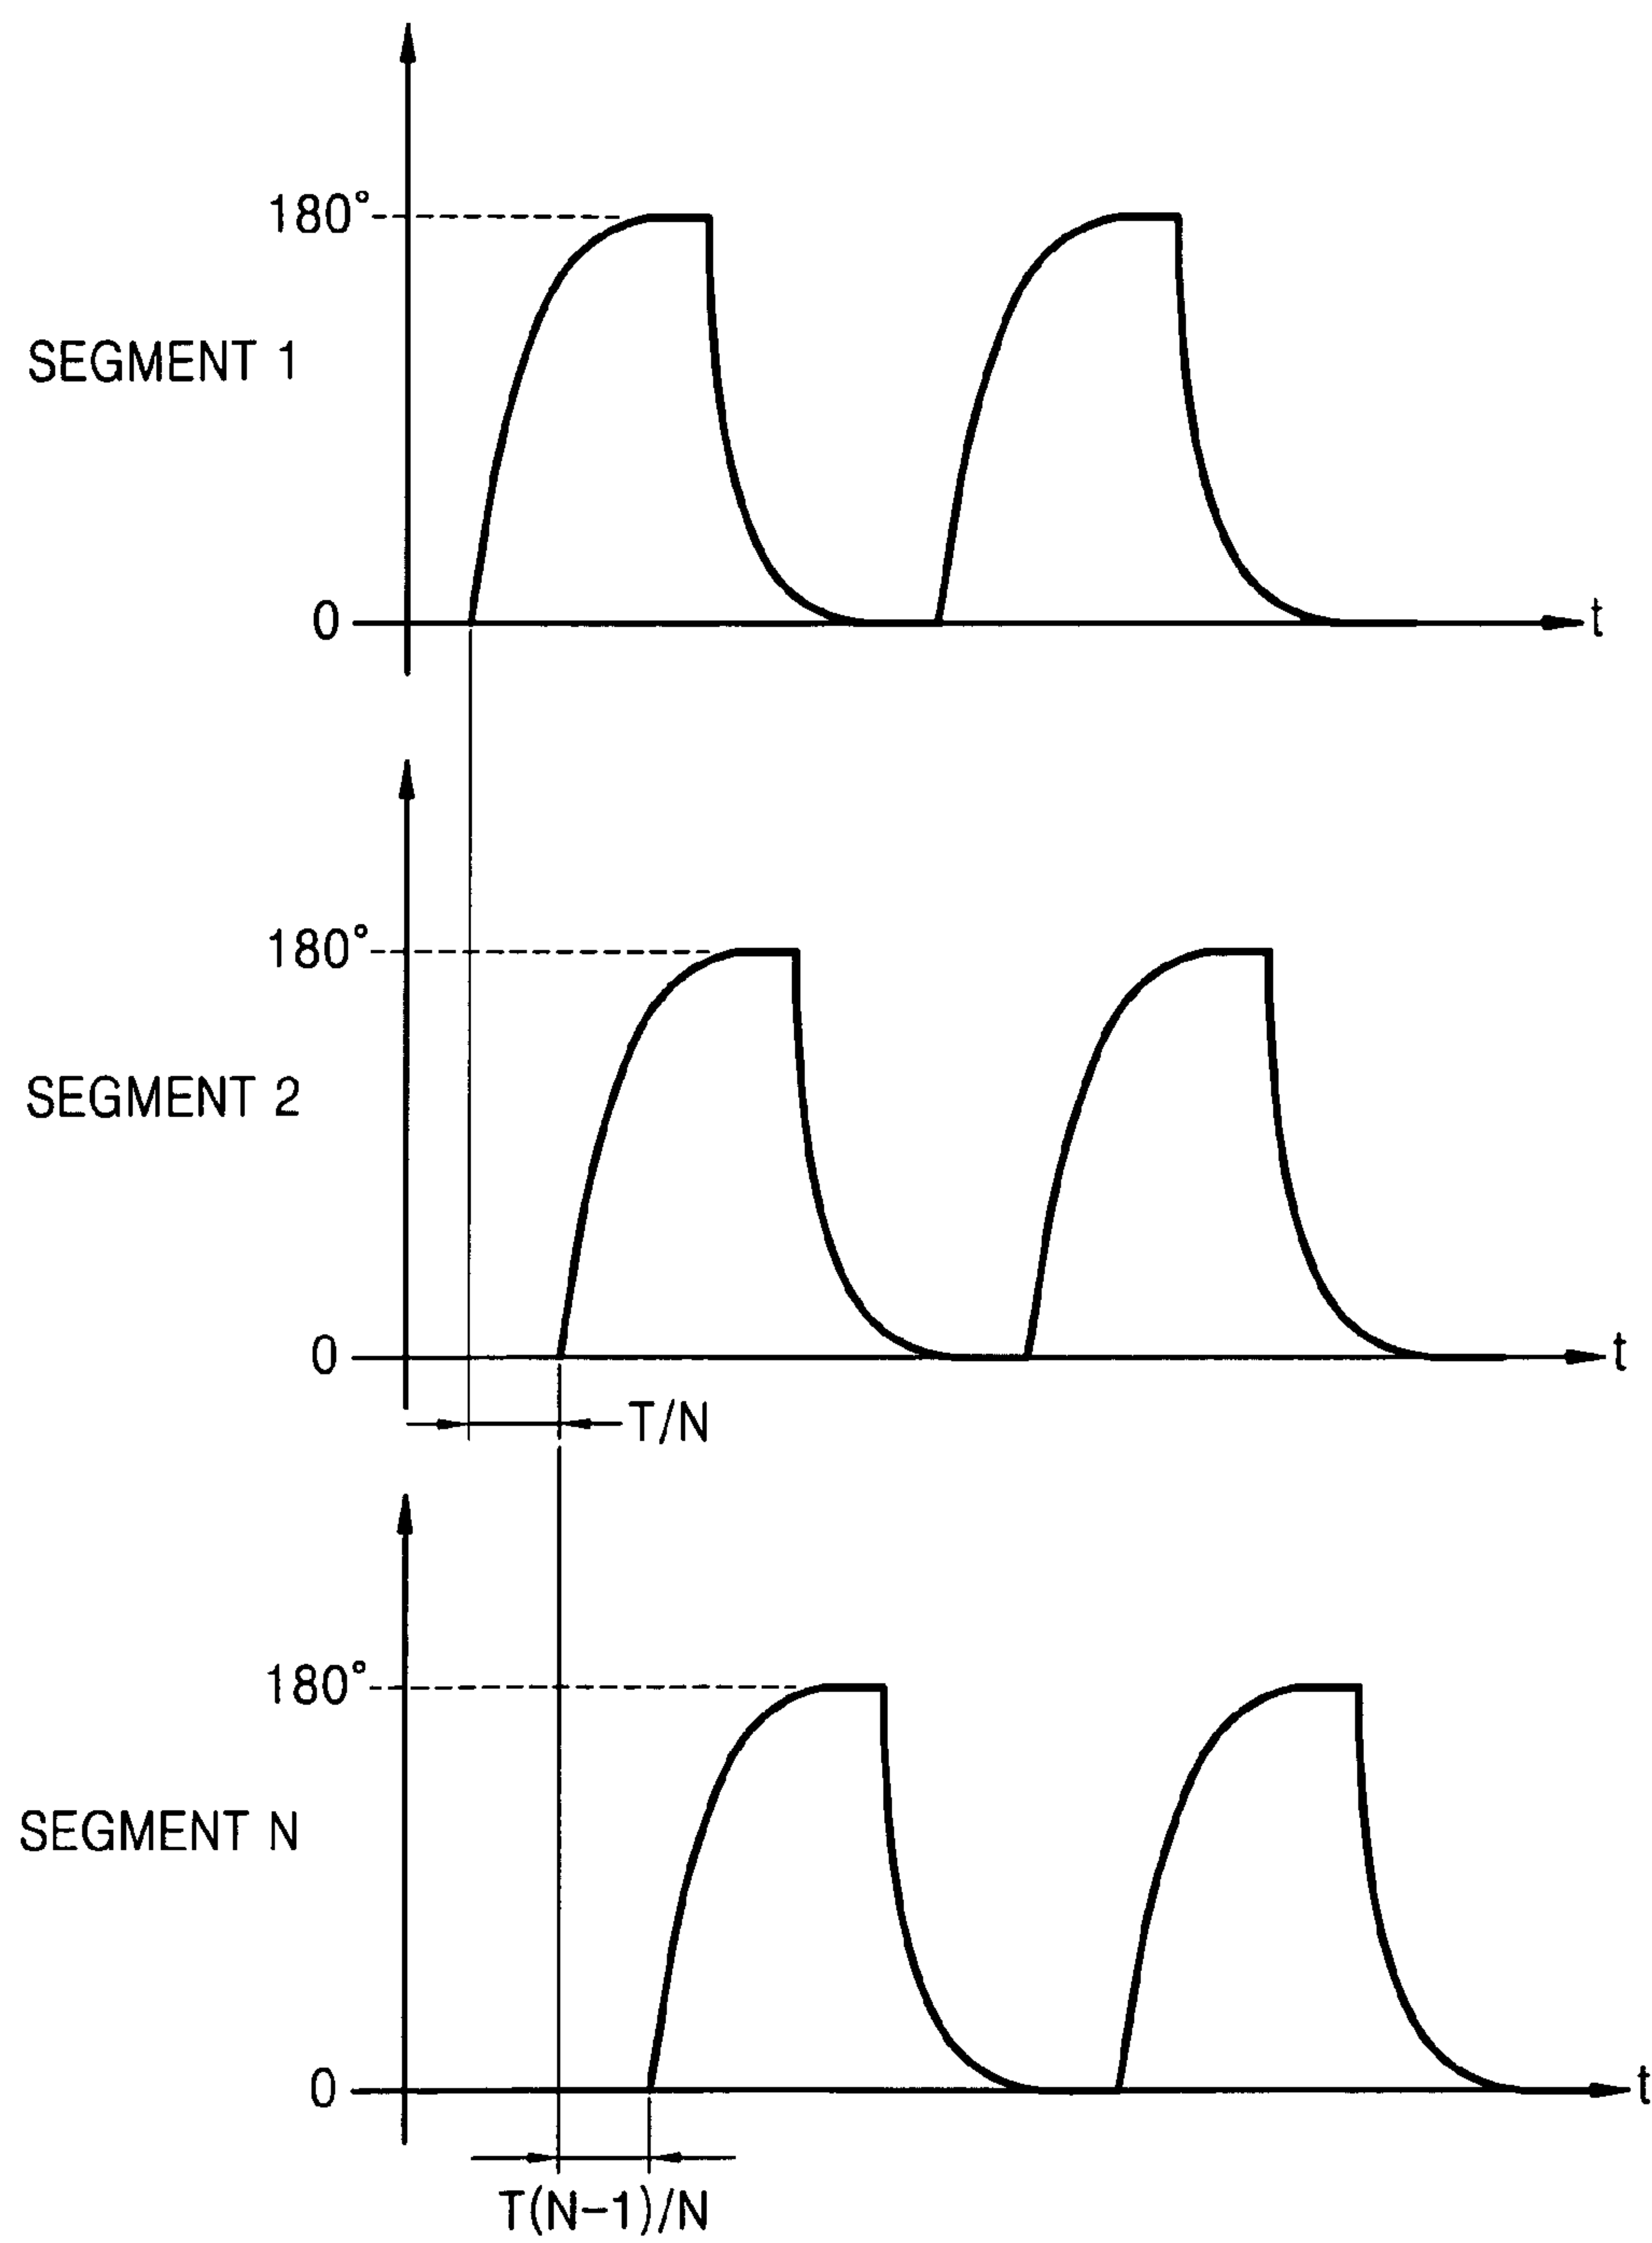 180°
SEGMENT 1
0
t
180°
SEGMENT 2
0
t
T/N
180°
SEGMENT N
0
t
T(N-1)/N